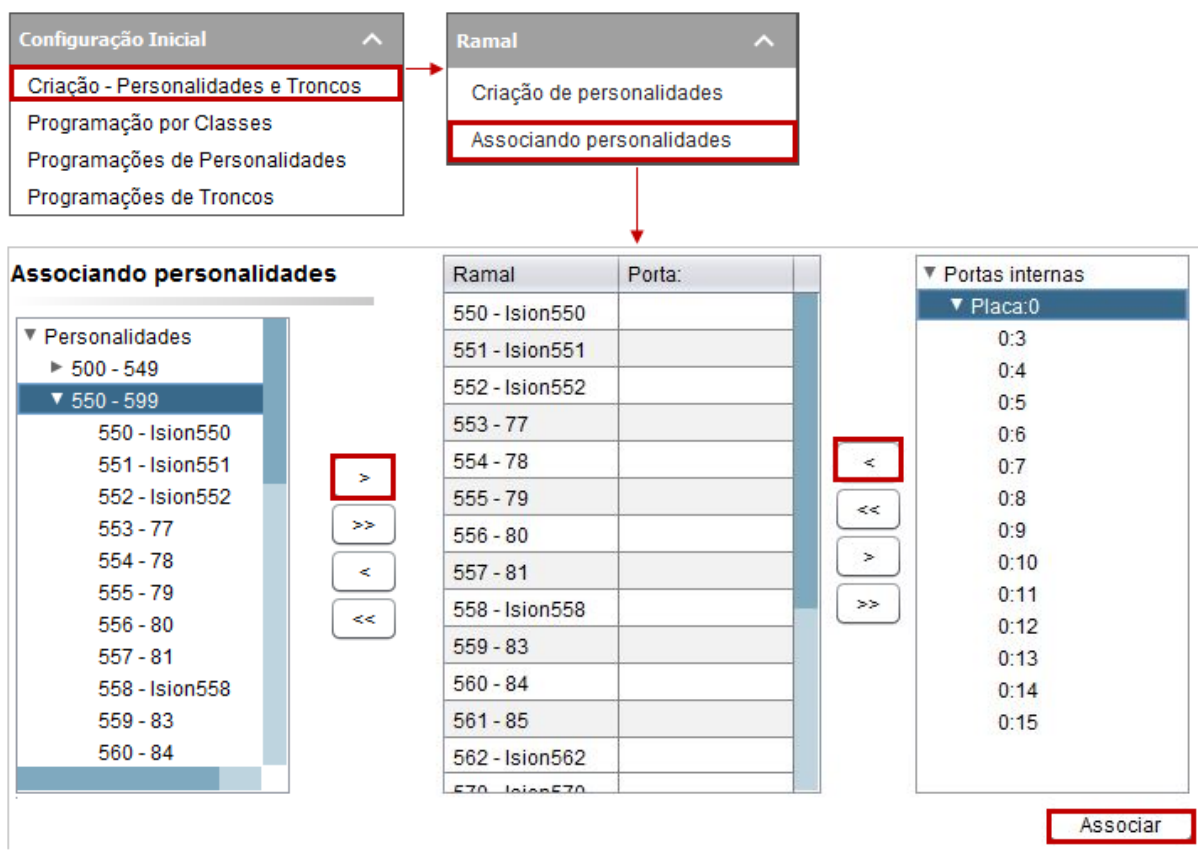 Configuração Inicial
Criação - Personalidades e Troncos
Programação por Classes
Programações de Personalidades
Programações de Troncos
Ramal
Criação de personalidades
Associando personalidades
Associando personalidades
Personalidades
500 - 549
550 - 599
550 - Ision550
551 - Ision551
552 - Ision552
553 - 77
554 - 78
555 - 79
556 - 80
557 - 81
558 - Ision558
559 - 83
560 - 84
>
>>
<
<<
Ramal Porta:
550 - Ision550
551 - Ision551
552 - Ision552
553 - 77
554 - 78
555 - 79
556 - 80
557 - 81
558 - Ision558
559 - 83
560 - 84
561 - 85
562 - Ision562
570 - Ision570
<
<<
>
>>
Portas internas
Placa:0
0:3
0:4
0:5
0:6
0:7
0:8
0:9
0:10
0:11
0:12
0:13
0:14
0:15
Associar